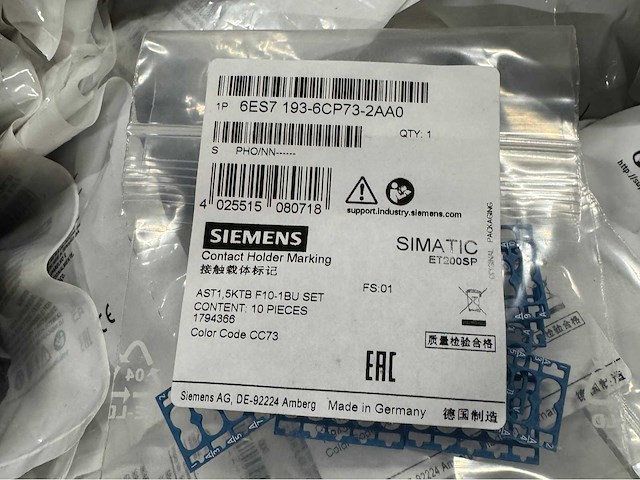 1P 6ES7 193-6CP73-2AA0
QTY: 1
S PHO/NN------
4 025515 080718
support.industry.siemens.com
SIEMENS
SIMATIC
ET200SP
ORIGINAL PACKAGING
Contact Holder Marking
接触载体标记
AST1,5KTB F10-1BU SET
FS:01
CONTENT: 10 PIECES
1794366
Color Code CC73
质量检验合格
EAC
Siemens AG, DE-92224 Amberg Made in Germany 德国制造